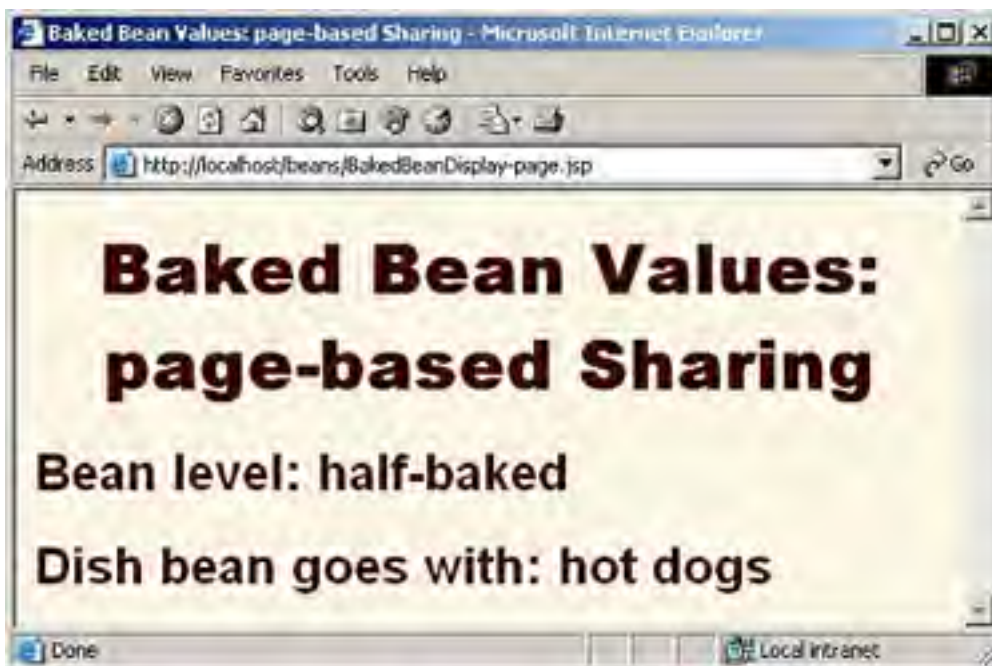 Baked Bean Values: page-based Sharing - Microsoft Internet Explorer
File Edit View Favorites Tools Help
Address http://localhost/beans/BakedBeanDisplay-page.jsp Go
Baked Bean Values:
page-based Sharing
Bean level: half-baked
Dish bean goes with: hot dogs
Done Local intranet